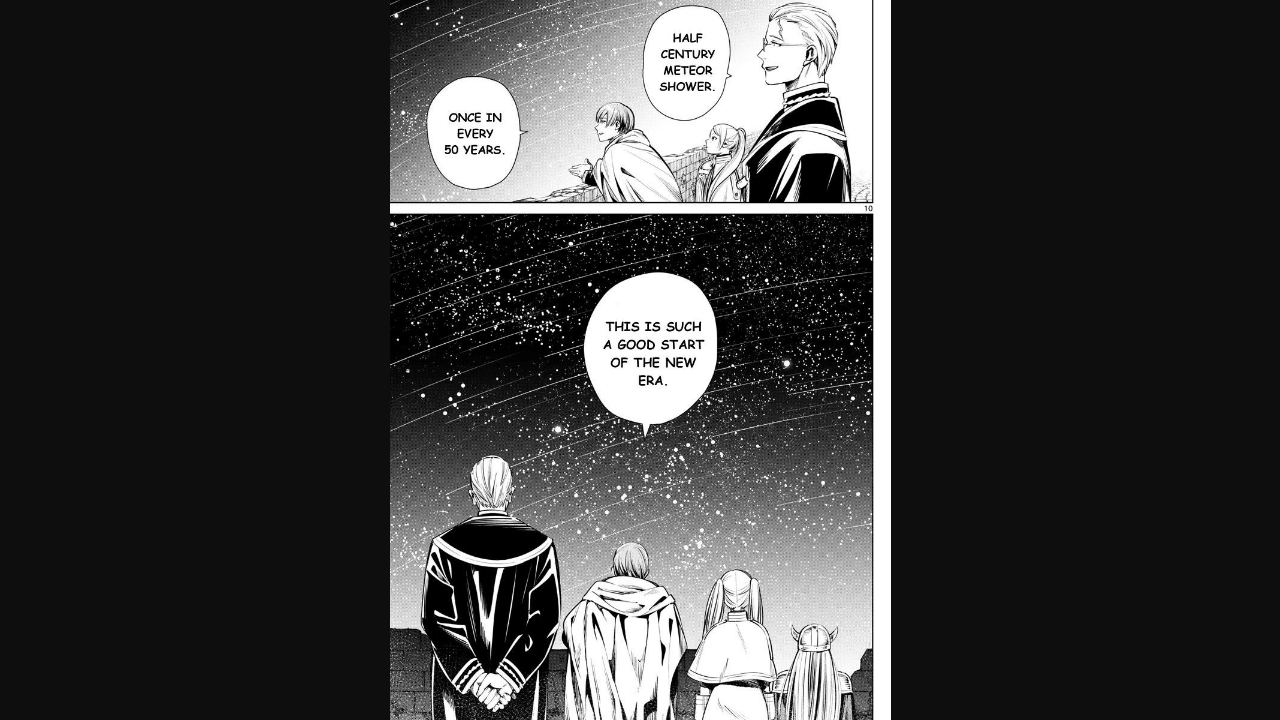 HALF
CENTURY
METEOR
SHOWER.
ONCE IN
EVERY
50 YEARS.
10
THIS IS SUCH
A GOOD START
OF THE NEW
ERA.